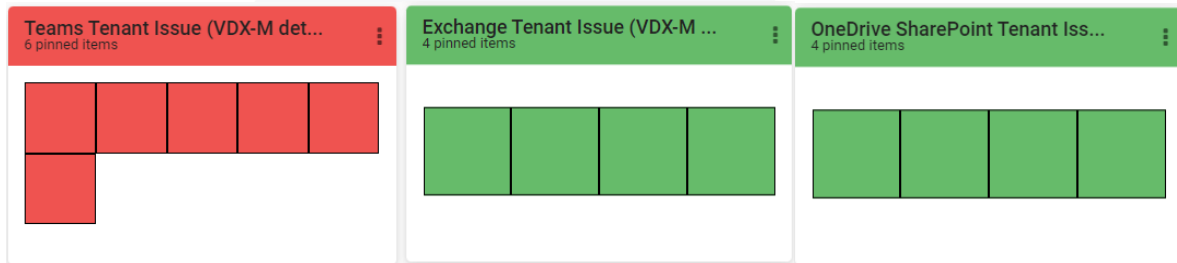 Teams Tenant Issue (VDX-M det...
6 pinned items
Exchange Tenant Issue (VDX-M ...
4 pinned items
OneDrive SharePoint Tenant Iss...
4 pinned items